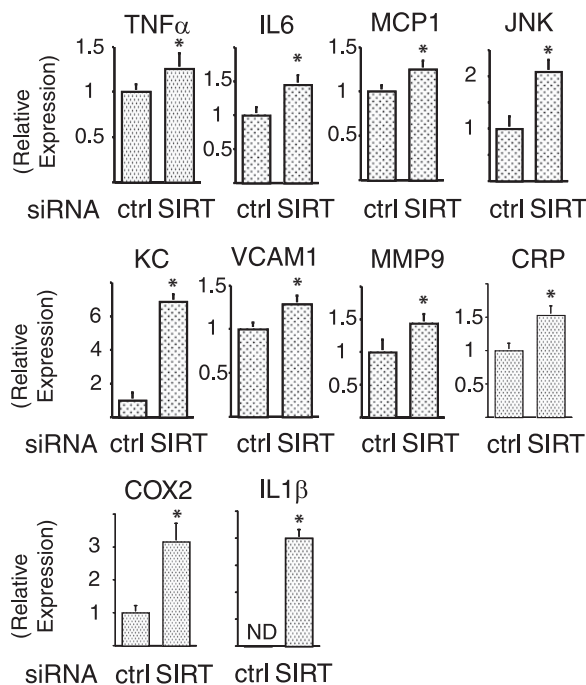 TNFα IL6 MCP1 JNK
(Relative Expression)
1.5 1 0.5
*
1.5 1 0.5
*
1.5 1 0.5
*
2 1
*
siRNA ctrl SIRT ctrl SIRT ctrl SIRT ctrl SIRT
KC VCAM1 MMP9 CRP
(Relative Expression)
6 4 2
*
1.5 1 0.5
*
1.5 1 0.5
*
1.5 1 0.5
*
siRNA ctrl SIRT ctrl SIRT ctrl SIRT ctrl SIRT
COX2 IL1β
(Relative Expression)
3 2 1
*
ND
*
siRNA ctrl SIRT ctrl SIRT